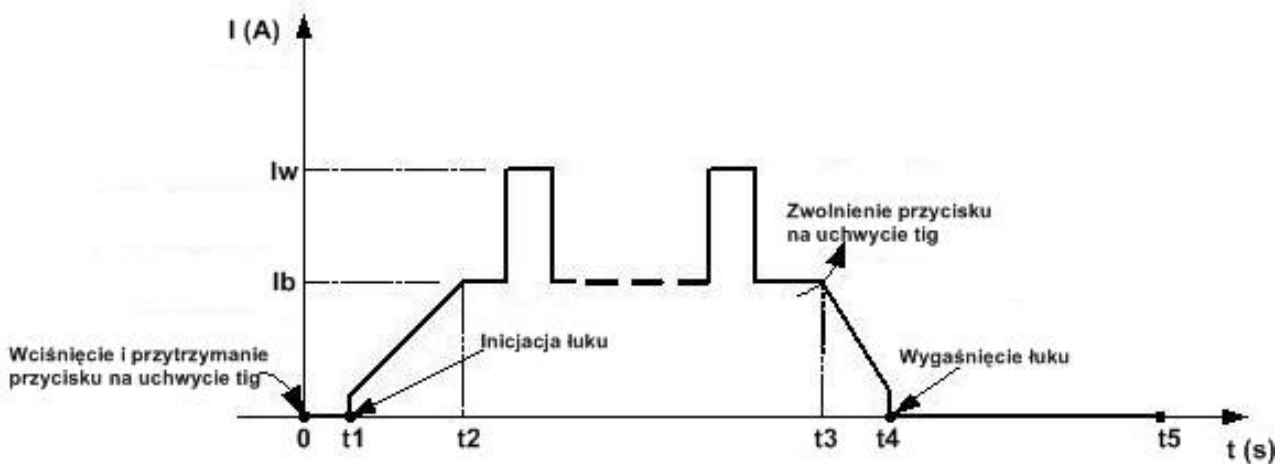 I (A)
Iw
Zwolnienie przycisku
na uchwycie tig
Ib
Wciśnięcie i przytrzymanie
przycisku na uchwycie tig
Inicjacja łuku
Wygaśnięcie łuku
0
t1
t2
t3
t4
t5
t (s)